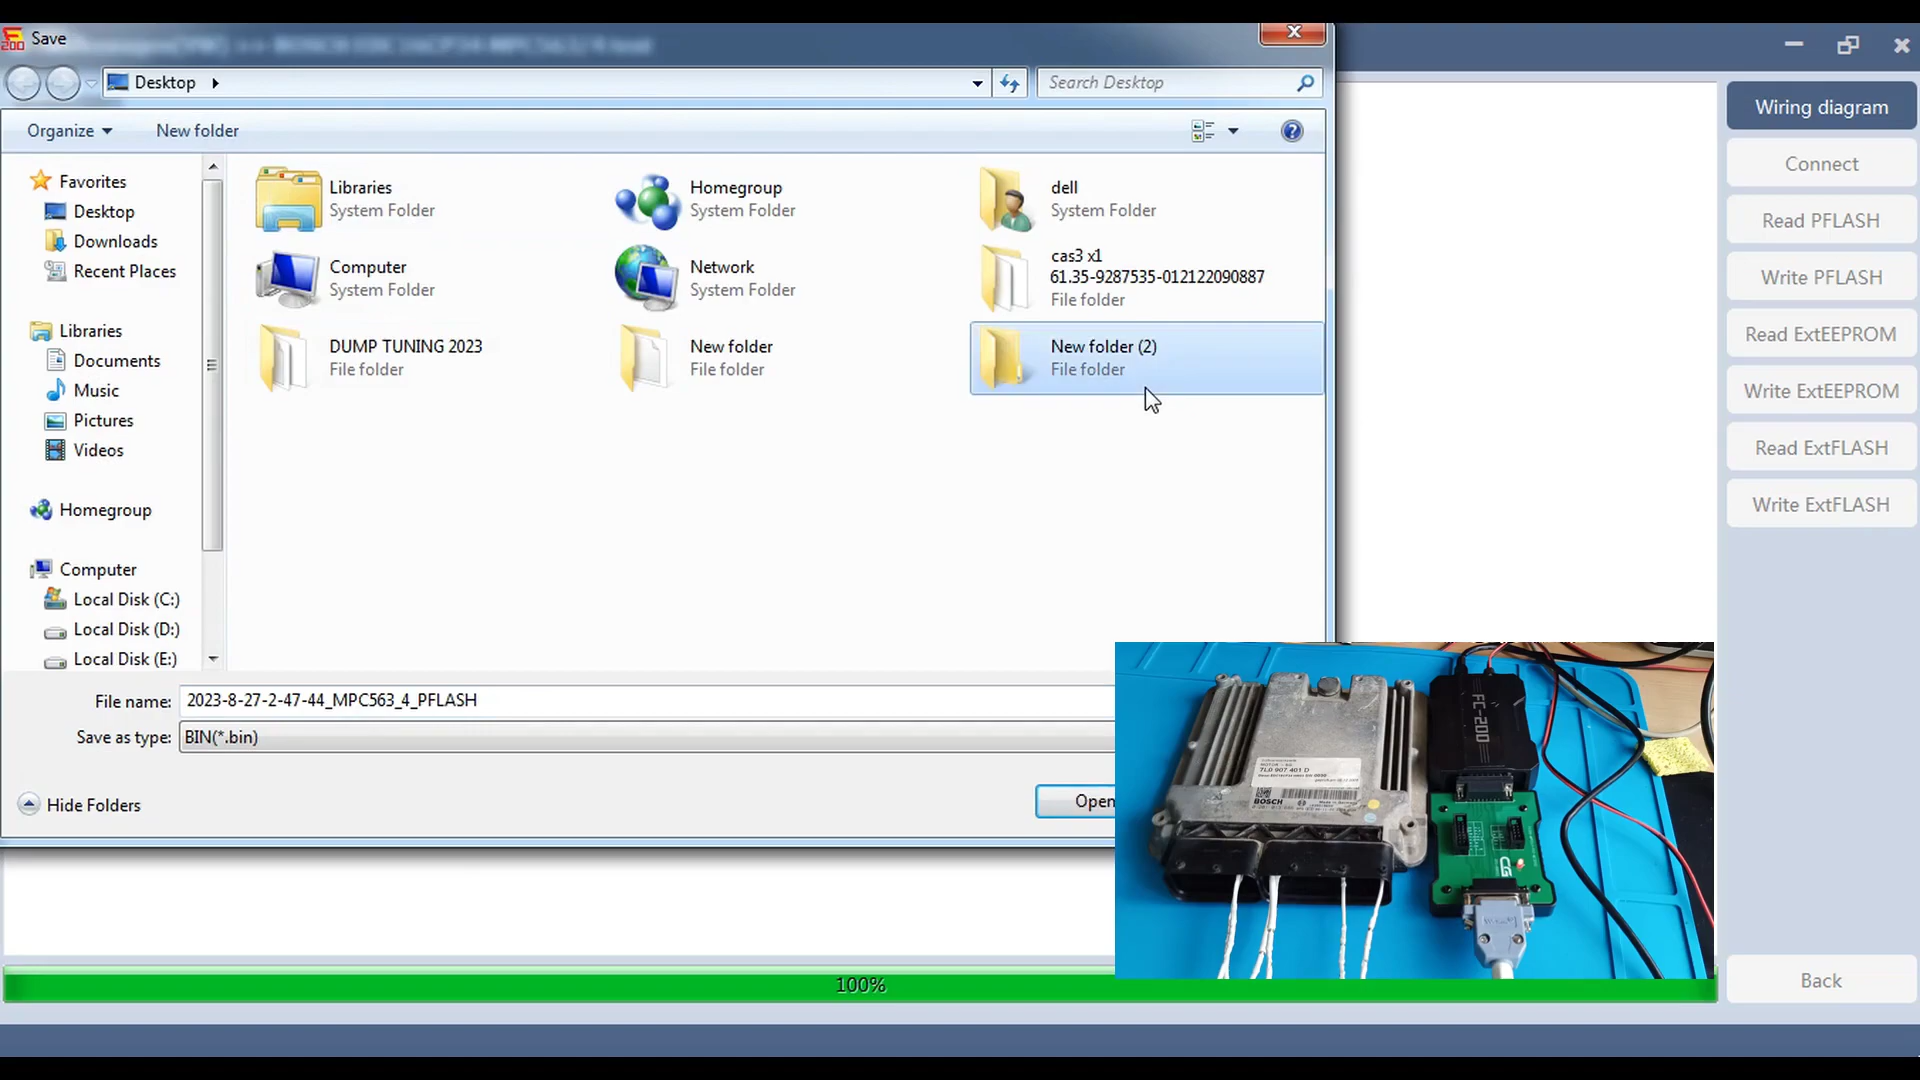 Save
Desktop
Search Desktop
Organize
New folder
Wiring diagram
Connect
Read PFLASH
Write PFLASH
Read ExtEEPROM
Write ExtEEPROM
Read ExtFLASH
Write ExtFLASH
Back
Favorites
Desktop
Downloads
Recent Places
Libraries
Documents
Music
Pictures
Videos
Homegroup
Computer
Local Disk (C:)
Local Disk (D:)
Local Disk (E:)
Libraries
System Folder
Homegroup
System Folder
dell
System Folder
Computer
System Folder
Network
System Folder
cas3 x1
61.35-9287535-012122090887
File folder
DUMP TUNING 2023
File folder
New folder
File folder
New folder (2)
File folder
File name: 2023-8-27-2-47-44_MPC563_4_PFLASH
Save as type: BIN(*.bin)
Hide Folders
Open
100%
FC-200
7L0 907 401 D
BOSCH
CG